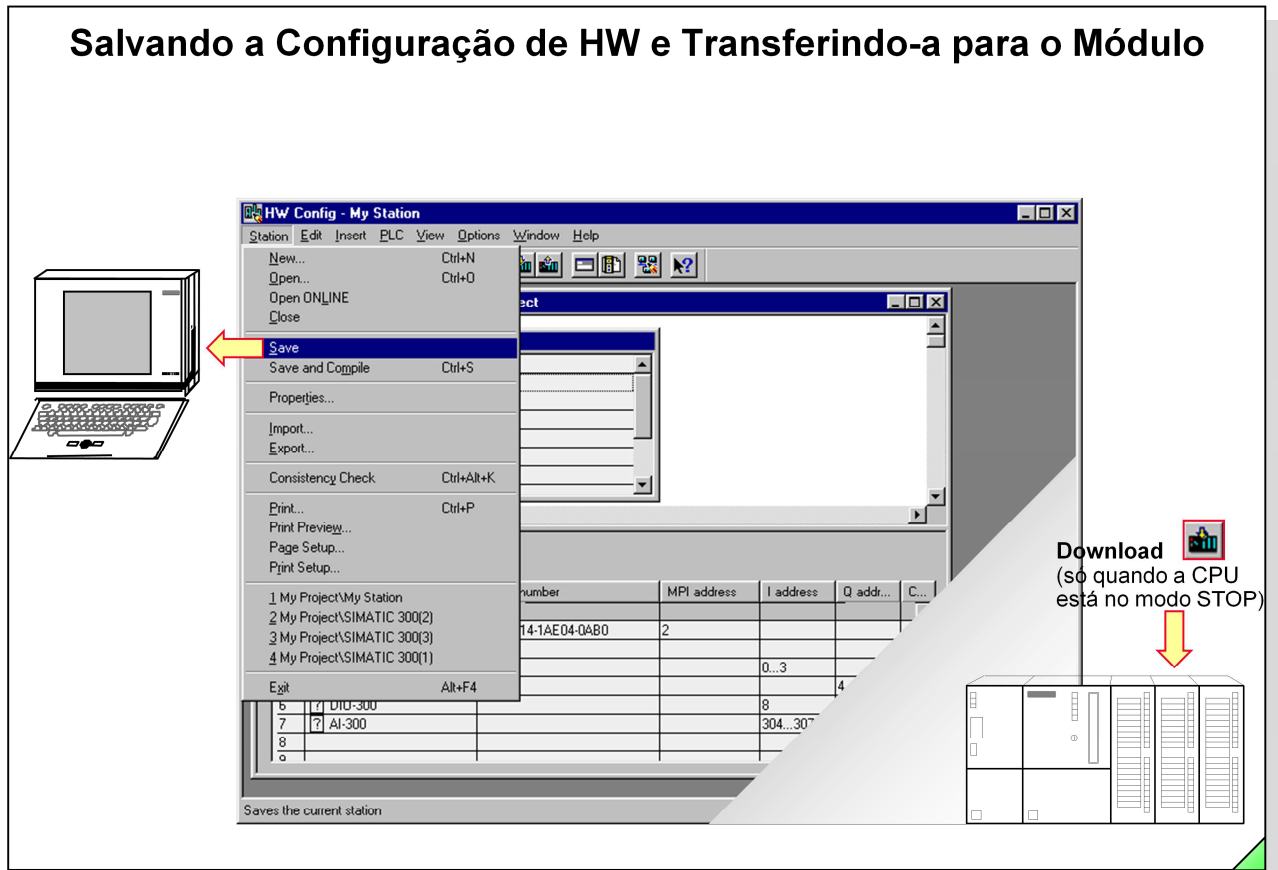 Salvando a Configuração de HW e Transferindo-a para o Módulo
HW Config - My Station
Station Edit Insert PLC View Options Window Help
New... Ctrl+N
Open... Ctrl+O
Open ONLINE
Close
ect
Save
Save and Compile Ctrl+S
Properties...
Import...
Export...
Consistency Check Ctrl+Alt+K
Print... Ctrl+P
Print Preview...
Page Setup...
Print Setup...
1 My Project\My Station
2 My Project\SIMATIC 300(2)
3 My Project\SIMATIC 300(3)
4 My Project\SIMATIC 300(1)
Exit Alt+F4
number MPI address I address Q addr... C...
14-1AE04-0AB0 2
0...3
4
6 ? DIO-300 8
7 ? AI-300 304...307
8
9
Saves the current station
Download
(só quando a CPU
está no modo STOP)